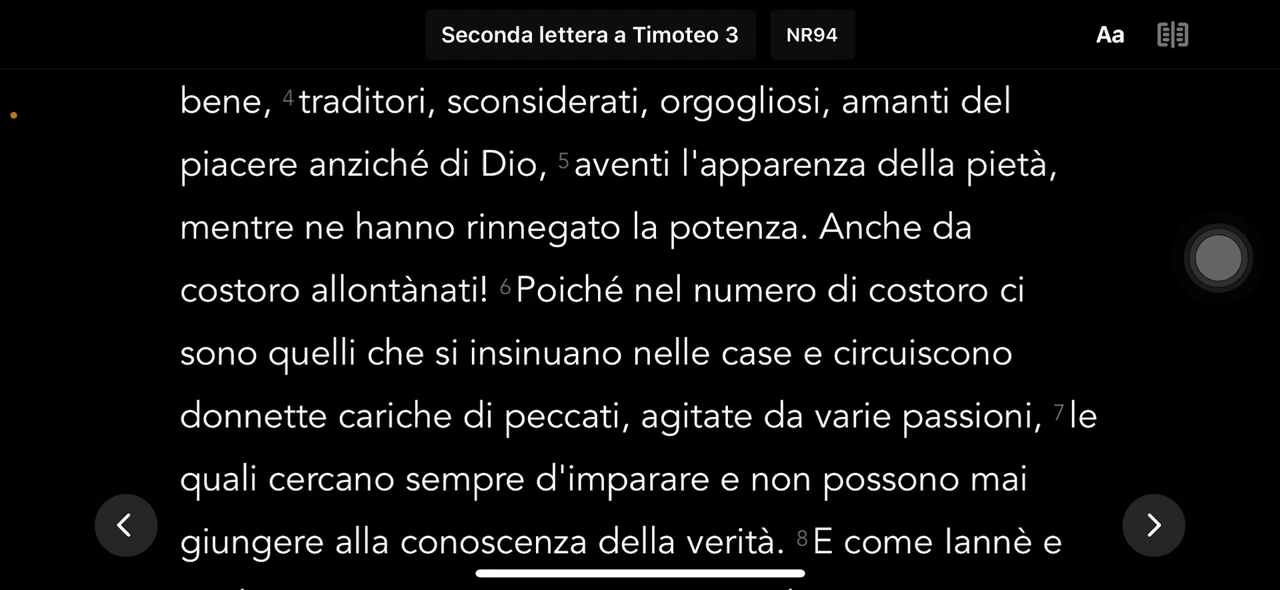 Seconda lettera a Timoteo 3 NR94 Aa
bene, 4 traditori, sconsiderati, orgogliosi, amanti del
piacere anziché di Dio, 5 aventi l'apparenza della pietà,
mentre ne hanno rinnegato la potenza. Anche da
costoro allontànati! 6 Poiché nel numero di costoro ci
sono quelli che si insinuano nelle case e circuiscono
donnette cariche di peccati, agitate da varie passioni, 7 le
quali cercano sempre d'imparare e non possono mai
giungere alla conoscenza della verità. 8 E come Iannè e